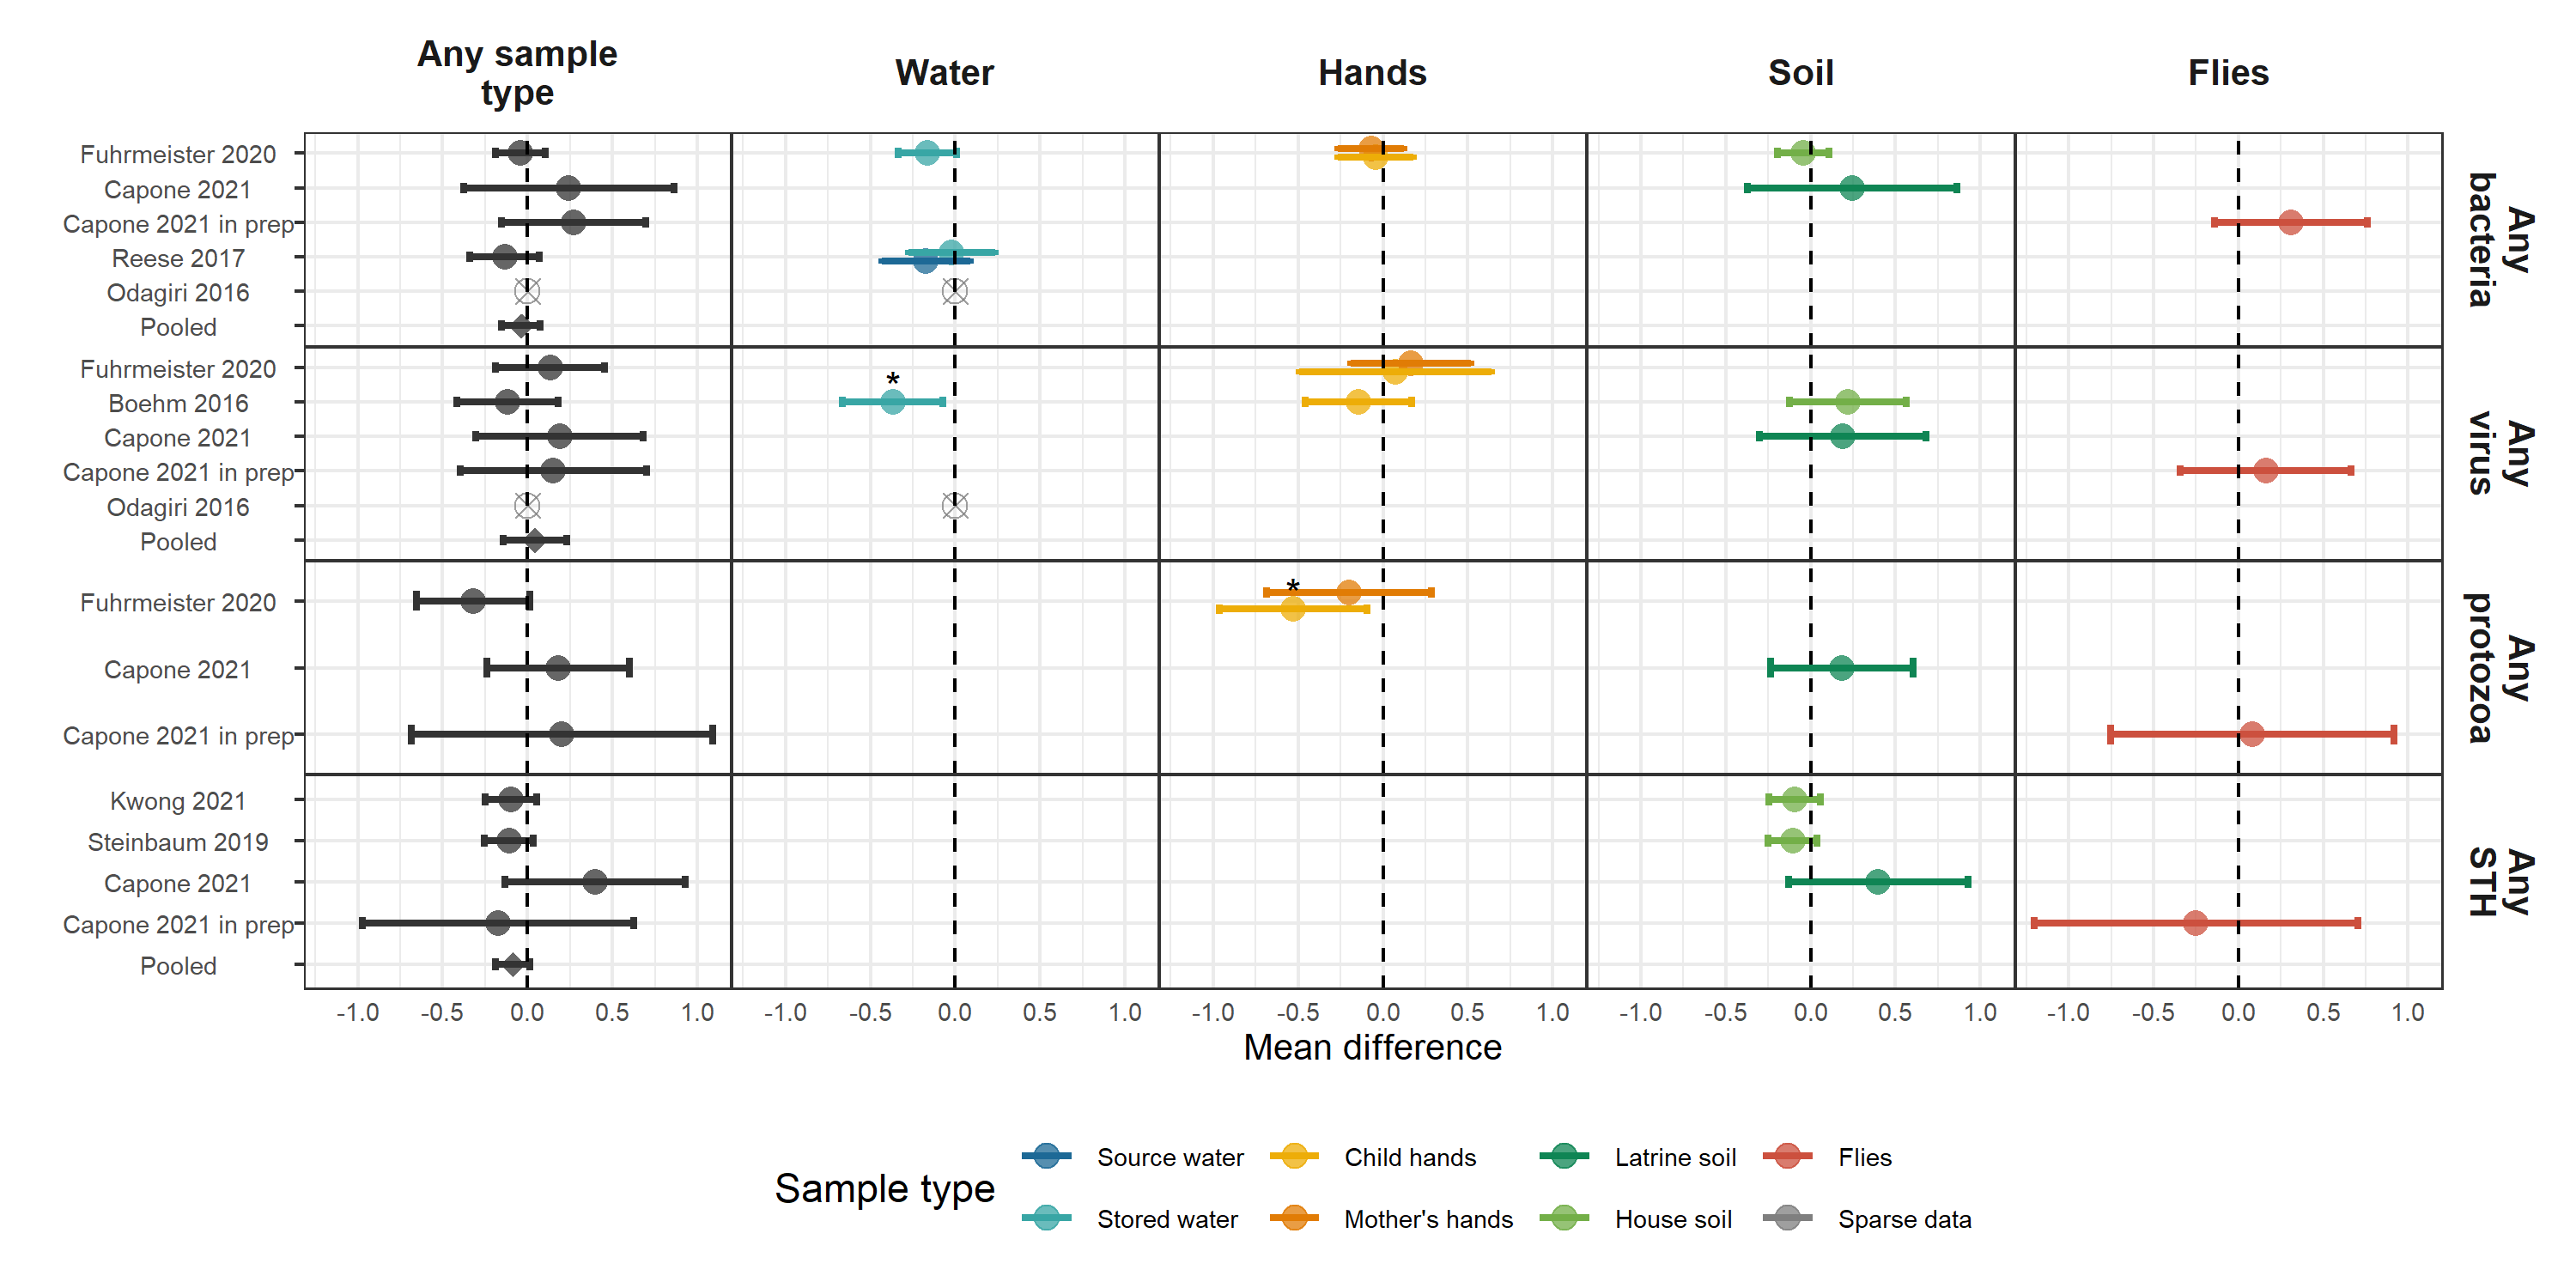 Any sample
type
Water
Hands
Soil
Flies
Fuhrmeister 2020
Capone 2021
Capone 2021 in prep
Reese 2017
Odagiri 2016
Pooled
Any
bacteria
Fuhrmeister 2020
*
Boehm 2016
Capone 2021
Capone 2021 in prep
Odagiri 2016
Pooled
Any
virus
*
Fuhrmeister 2020
Capone 2021
Capone 2021 in prep
Any
protozoa
Kwong 2021
Steinbaum 2019
Capone 2021
Capone 2021 in prep
Pooled
Any
STH
-1.0 -0.5 0.0 0.5 1.0 -1.0 -0.5 0.0 0.5 1.0 -1.0 -0.5 0.0 0.5 1.0 -1.0 -0.5 0.0 0.5 1.0 -1.0 -0.5 0.0 0.5 1.0
Mean difference
Sample type
Source water Child hands Latrine soil Flies
Stored water Mother's hands House soil Sparse data